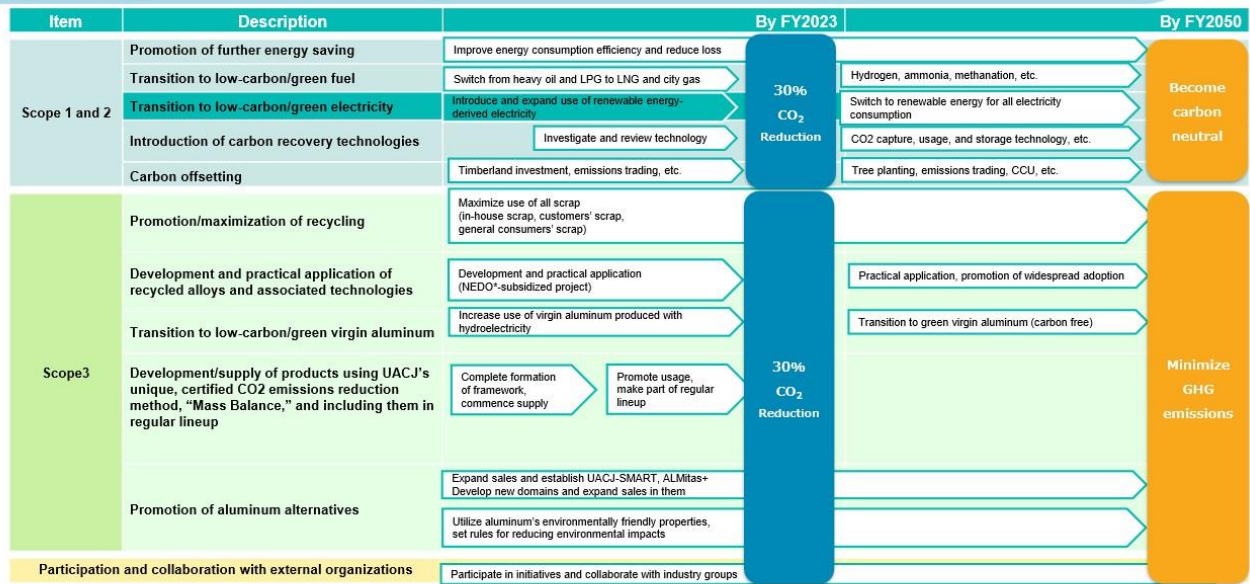 Item
Description
By FY2023
By FY2050
Scope 1 and 2
Promotion of further energy saving
Improve energy consumption efficiency and reduce loss
Transition to low-carbon/green fuel
Switch from heavy oil and LPG to LNG and city gas
Hydrogen, ammonia, methanation, etc.
Transition to low-carbon/green electricity
Introduce and expand use of renewable energy-
derived electricity
Switch to renewable energy for all electricity
consumption
Introduction of carbon recovery technologies
Investigate and review technology
CO2 capture, usage, and storage technology, etc.
Carbon offsetting
Timberland investment, emissions trading, etc.
Tree planting, emissions trading, CCU, etc.
30%
CO₂
Reduction
Become
carbon
neutral
Scope3
Promotion/maximization of recycling
Maximize use of all scrap
(in-house scrap, customers' scrap,
general consumers' scrap)
Development and practical application of
recycled alloys and associated technologies
Development and practical application
(NEDO*-subsidized project)
Practical application, promotion of widespread adoption
Transition to low-carbon/green virgin aluminum
Increase use of virgin aluminum produced with
hydroelectricity
Transition to green virgin aluminum (carbon free)
Development/supply of products using UACJ's
unique, certified CO2 emissions reduction
method, "Mass Balance," and including them in
regular lineup
Complete formation
of framework,
commence supply
Promote usage,
make part of regular
lineup
Promotion of aluminum alternatives
Expand sales and establish UACJ-SMART, ALMitas+
Develop new domains and expand sales in them
Utilize aluminum's environmentally friendly properties,
set rules for reducing environmental impacts
30%
CO₂
Reduction
Minimize
GHG
emissions
Participation and collaboration with external organizations
Participate in initiatives and collaborate with industry groups